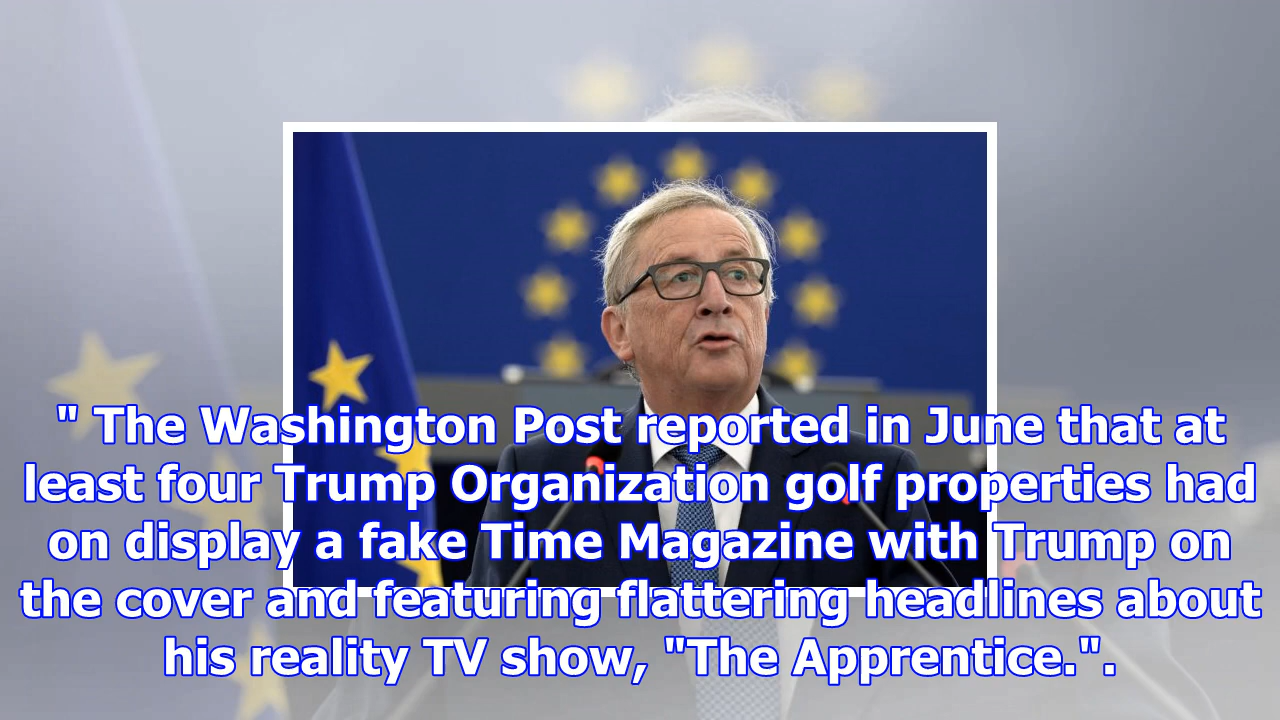 " The Washington Post reported in June that at
least four Trump Organization golf properties had
on display a fake Time Magazine with Trump on
the cover and featuring flattering headlines about
his reality TV show, "The Apprentice.".